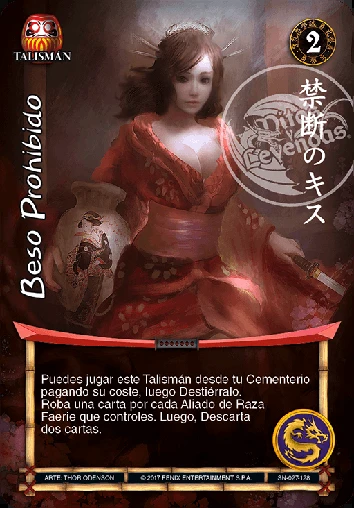 TALISMÁN
2
Beso Prohibido
禁断のキス
Mitos y
Leyendas
Puedes jugar este Talismán desde tu Cementerio
pagando su coste, luego Destiérralo.
Roba una carta por cada Aliado de Raza
Faerie que controles. Luego, Descarta
dos cartas.
ARTE: THOR ODENSON
© 2017 FENIX ENTERTAINMENT S.P.A.